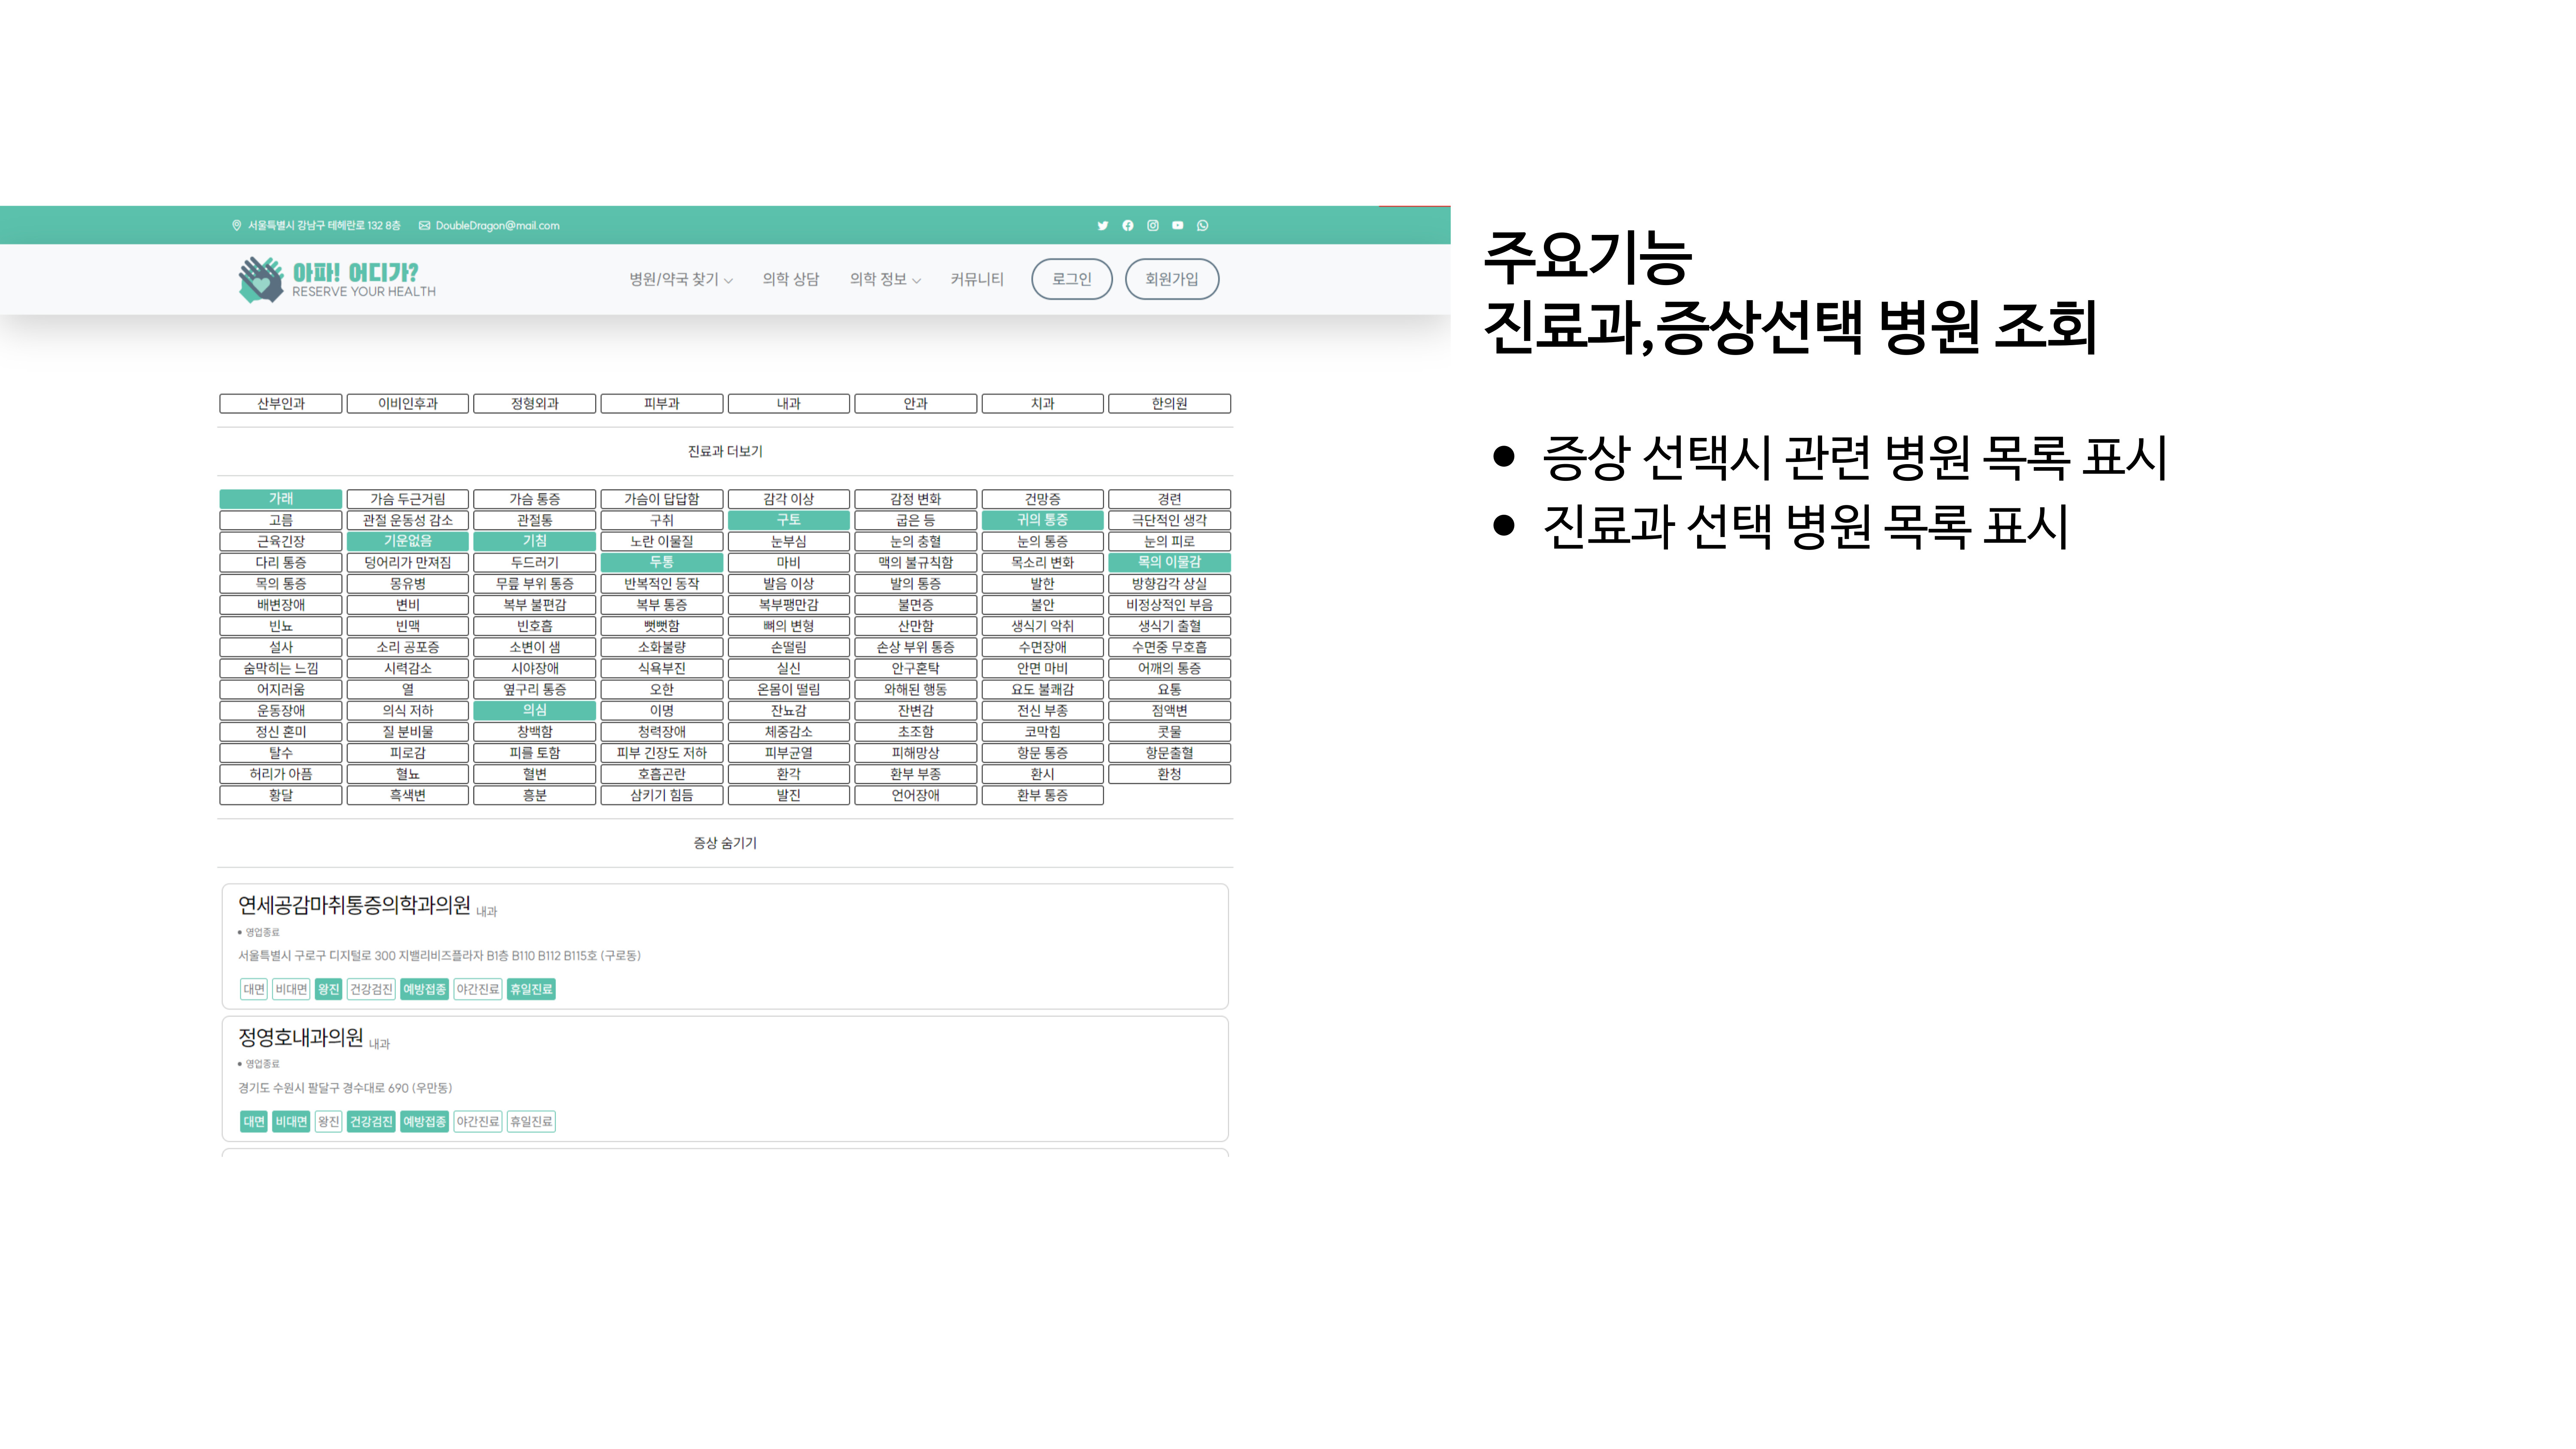 서울특별시 강남구 테헤란로 132 8층 DoubleDragon@mail.com
아파! 어디가?
RESERVE YOUR HEALTH
병원/약국 찾기 의학 상담 의학 정보 커뮤니티 로그인 회원가입
산부인과 이비인후과 정형외과 피부과 내과 안과 치과 한의원
진료과 더보기
가래 가슴 두근거림 가슴 통증 가슴이 답답함 감각 이상 감정 변화 건망증 경련
고름 관절 운동성 감소 관절통 구취 구토 굽은 등 귀의 통증 극단적인 생각
근육긴장 기운없음 기침 노란 이물질 눈부심 눈의 충혈 눈의 통증 눈의 피로
다리 통증 덩어리가 만져짐 두드러기 두통 마비 맥의 불규칙함 목소리 변화 목의 이물감
목의 통증 몽유병 무릎 부위 통증 반복적인 동작 발음 이상 발의 통증 발한 방향감각 상실
배변장애 변비 복부 불편감 복부 통증 복부팽만감 불면증 불안 비정상적인 부음
빈뇨 빈맥 빈호흡 뻣뻣함 뼈의 변형 산만함 생식기 악취 생식기 출혈
설사 소리 공포증 소변이 샘 소화불량 손떨림 손상 부위 통증 수면장애 수면중 무호흡
숨막히는 느낌 시력감소 시야장애 식욕부진 실신 안구혼탁 안면 마비 어깨의 통증
어지러움 열 옆구리 통증 오한 온몸이 떨림 와해된 행동 요도 불쾌감 요통
운동장애 의식 저하 의심 이명 잔뇨감 잔변감 전신 부종 점액변
정신 혼미 질 분비물 창백함 청력장애 체중감소 초조함 코막힘 콧물
탈수 피로감 피를 토함 피부 긴장도 저하 피부균열 피해망상 항문 통증 항문출혈
허리가 아픔 혈뇨 혈변 호흡곤란 환각 환부 부종 환시 환청
황달 흑색변 흥분 삼키기 힘듬 발진 언어장애 환부 통증
증상 숨기기
연세공감마취통증의학과의원 내과
• 영업종료
서울특별시 구로구 디지털로 300 지밸리비즈플라자 B1층 B110 B112 B115호 (구로동)
대면 비대면 왕진 건강검진 예방접종 야간진료 휴일진료
정영호내과의원 내과
• 영업종료
경기도 수원시 팔달구 경수대로 690 (우만동)
대면 비대면 왕진 건강검진 예방접종 야간진료 휴일진료
주요기능
진료과,증상선택 병원 조회
• 증상 선택시 관련 병원 목록 표시
• 진료과 선택 병원 목록 표시